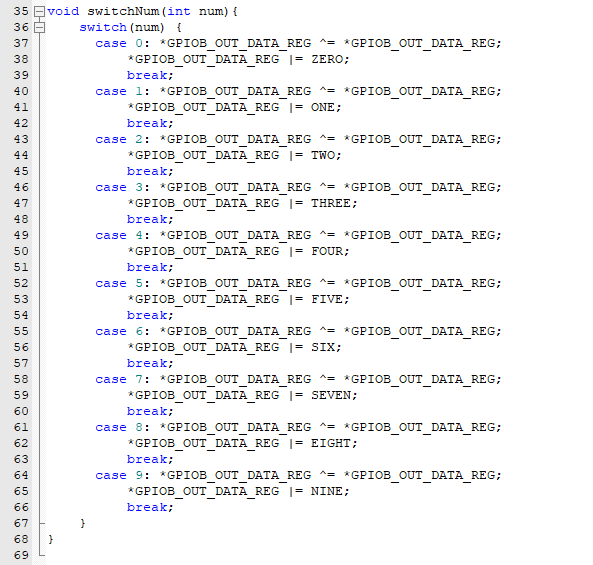 35 void switchNum(int num){
36 switch(num) {
37 case 0: *GPIOB_OUT_DATA_REG ^= *GPIOB_OUT_DATA_REG;
38 *GPIOB_OUT_DATA_REG |= ZERO;
39 break;
40 case 1: *GPIOB_OUT_DATA_REG ^= *GPIOB_OUT_DATA_REG;
41 *GPIOB_OUT_DATA_REG |= ONE;
42 break;
43 case 2: *GPIOB_OUT_DATA_REG ^= *GPIOB_OUT_DATA_REG;
44 *GPIOB_OUT_DATA_REG |= TWO;
45 break;
46 case 3: *GPIOB_OUT_DATA_REG ^= *GPIOB_OUT_DATA_REG;
47 *GPIOB_OUT_DATA_REG |= THREE;
48 break;
49 case 4: *GPIOB_OUT_DATA_REG ^= *GPIOB_OUT_DATA_REG;
50 *GPIOB_OUT_DATA_REG |= FOUR;
51 break;
52 case 5: *GPIOB_OUT_DATA_REG ^= *GPIOB_OUT_DATA_REG;
53 *GPIOB_OUT_DATA_REG |= FIVE;
54 break;
55 case 6: *GPIOB_OUT_DATA_REG ^= *GPIOB_OUT_DATA_REG;
56 *GPIOB_OUT_DATA_REG |= SIX;
57 break;
58 case 7: *GPIOB_OUT_DATA_REG ^= *GPIOB_OUT_DATA_REG;
59 *GPIOB_OUT_DATA_REG |= SEVEN;
60 break;
61 case 8: *GPIOB_OUT_DATA_REG ^= *GPIOB_OUT_DATA_REG;
62 *GPIOB_OUT_DATA_REG |= EIGHT;
63 break;
64 case 9: *GPIOB_OUT_DATA_REG ^= *GPIOB_OUT_DATA_REG;
65 *GPIOB_OUT_DATA_REG |= NINE;
66 break;
67 }
68 }
69